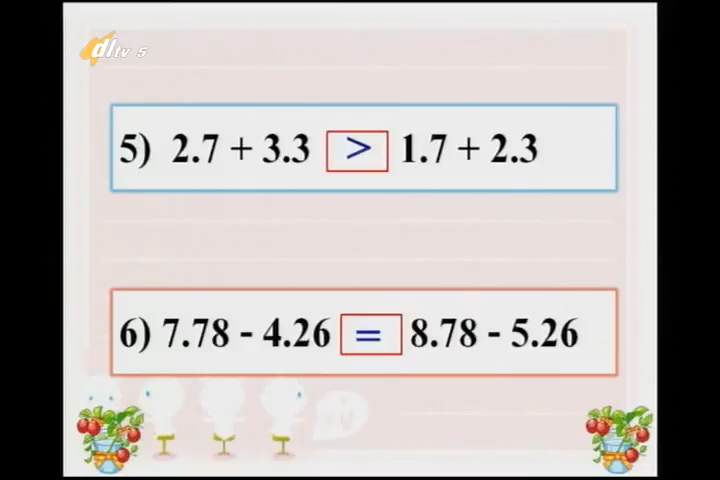 dltv 5
5) 2.7 + 3.3 > 1.7 + 2.3
6) 7.78 - 4.26 = 8.78 - 5.26